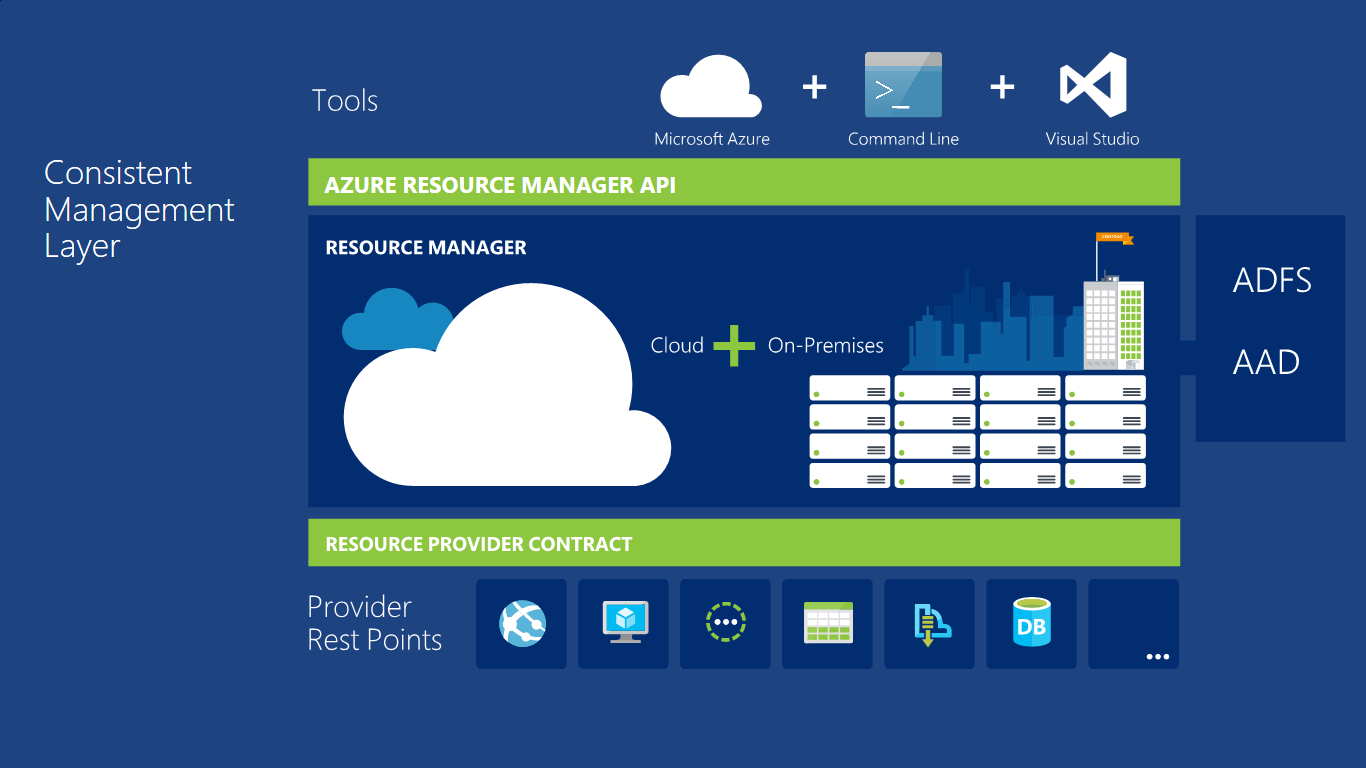 Tools
Microsoft Azure
Command Line
Visual Studio
Consistent
Management
Layer
AZURE RESOURCE MANAGER API
RESOURCE MANAGER
Cloud
On-Premises
ADFS
AAD
RESOURCE PROVIDER CONTRACT
Provider
Rest Points
DB